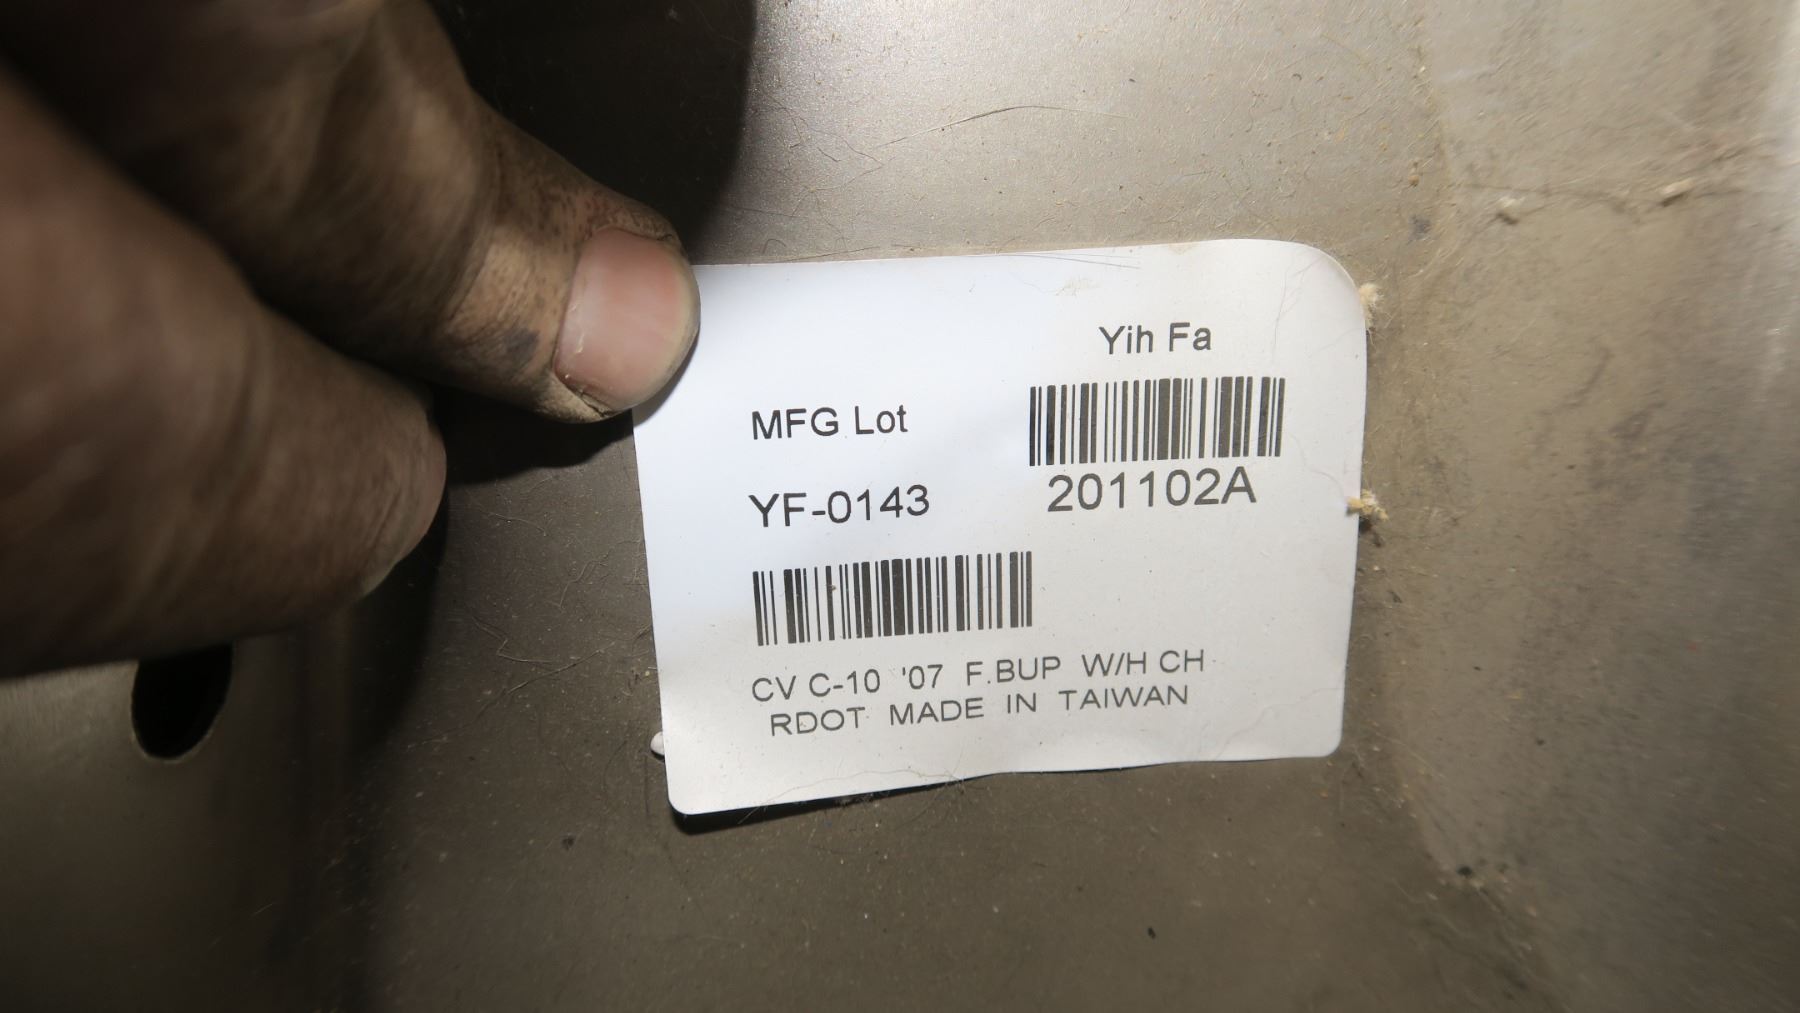 Yih Fa
MFG Lot
201102A
YF-0143
CV C-10 '07 F.BUP W/H CH
RDOT MADE IN TAIWAN